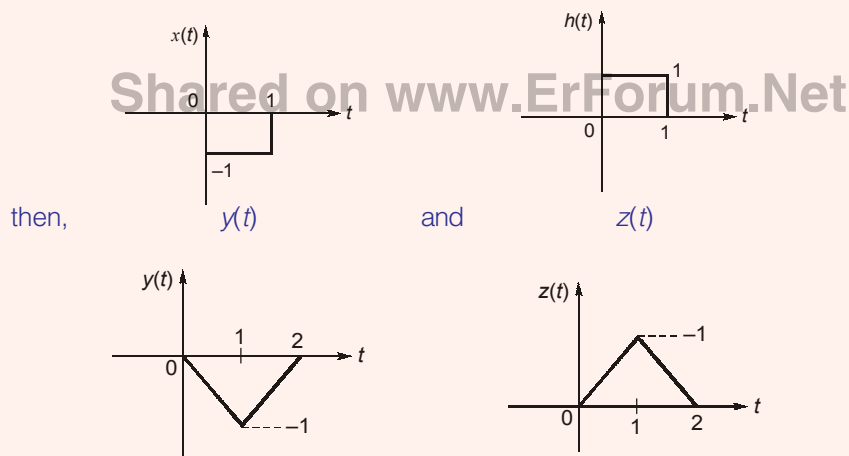 x(t)
h(t)
1
Shared on www.ErForum.Net
0 1 t
t
0 1
–1
then, y(t) and z(t)
y(t)
z(t)
1 2
–1
0 t
–1
0 1 2 t